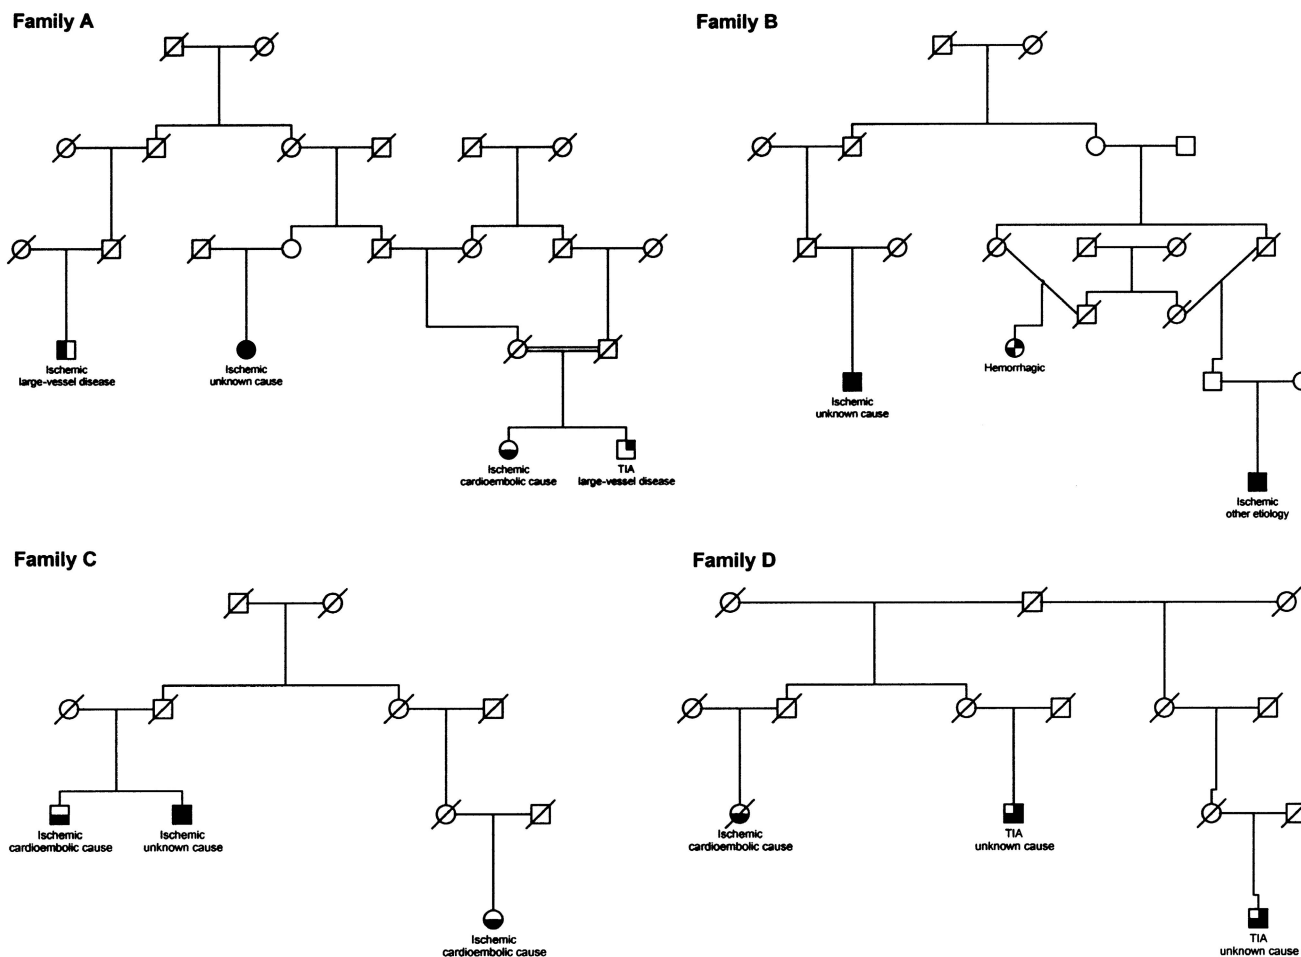 Family A
Family B
Ischemic
large-vessel disease
Ischemic
unknown cause
Ischemic
cardioembolic cause
TIA
large-vessel disease
Ischemic
unknown cause
Hemorrhagic
Ischemic
other etiology
Family C
Family D
Ischemic
cardioembolic cause
Ischemic
unknown cause
Ischemic
cardioembolic cause
Ischemic
cardioembolic cause
TIA
unknown cause
TIA
unknown cause